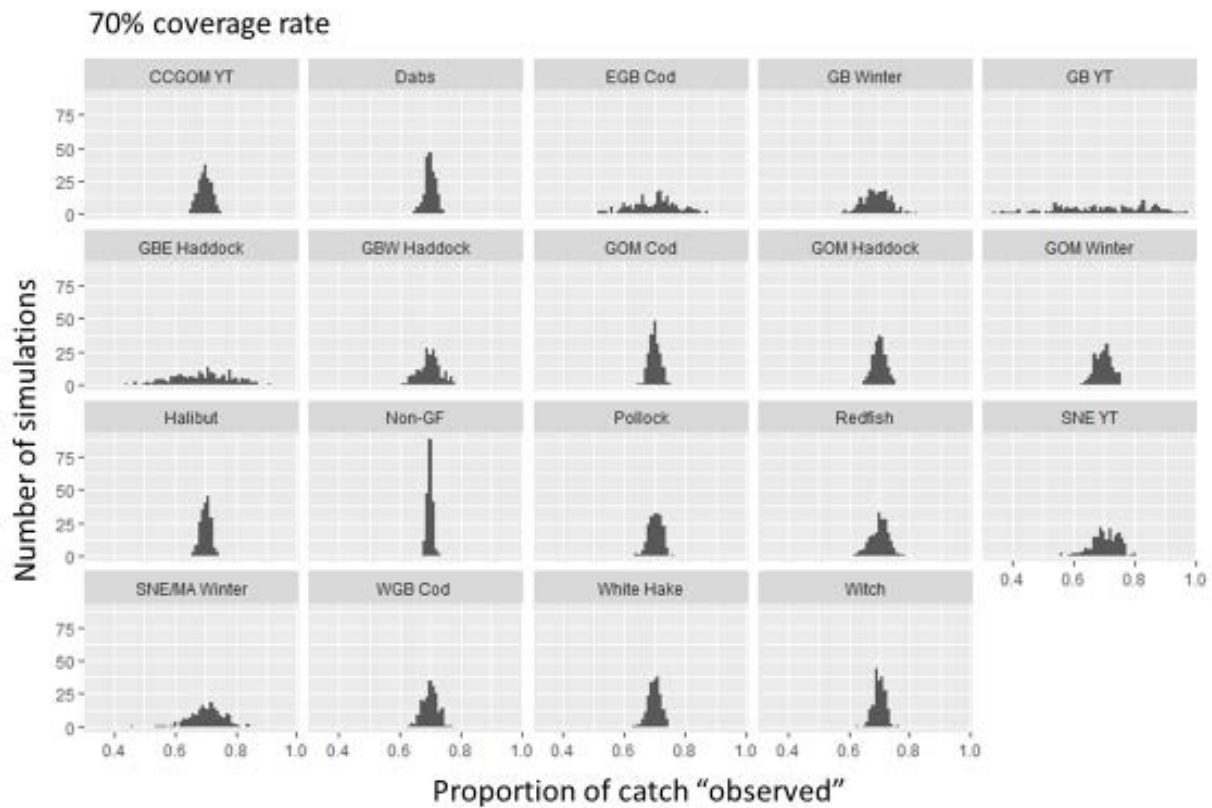 70% coverage rate
CCGOM YT Dabs EGB Cod GB Winter GB YT
75
50
25
0
GBE Haddock GBW Haddock GOM Cod GOM Haddock GOM Winter
75
50
25
0
Halibut Non-GF Pollock Redfish SNE YT
75
50
25
0
0.4 0.6 0.8 1.0
SNE/MA Winter WGB Cod White Hake Witch
75
50
25
0
0.4 0.6 0.8 1.0 0.4 0.6 0.8 1.0 0.4 0.6 0.8 1.0 0.4 0.6 0.8 1.0
Number of simulations
Proportion of catch “observed”